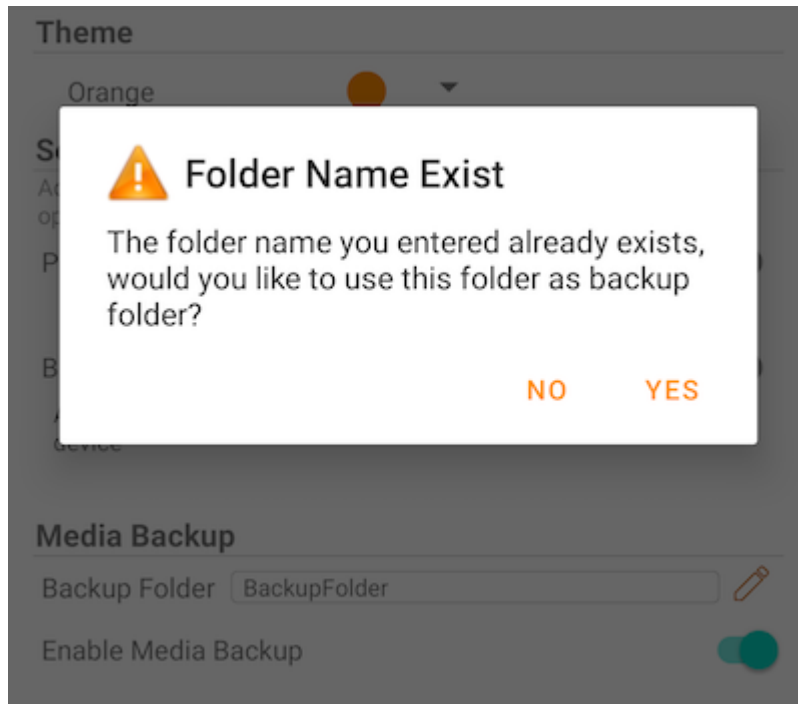 Theme
Orange
Folder Name Exist
The folder name you entered already exists,
would you like to use this folder as backup
folder?
NO YES
device
Media Backup
Backup Folder BackupFolder
Enable Media Backup